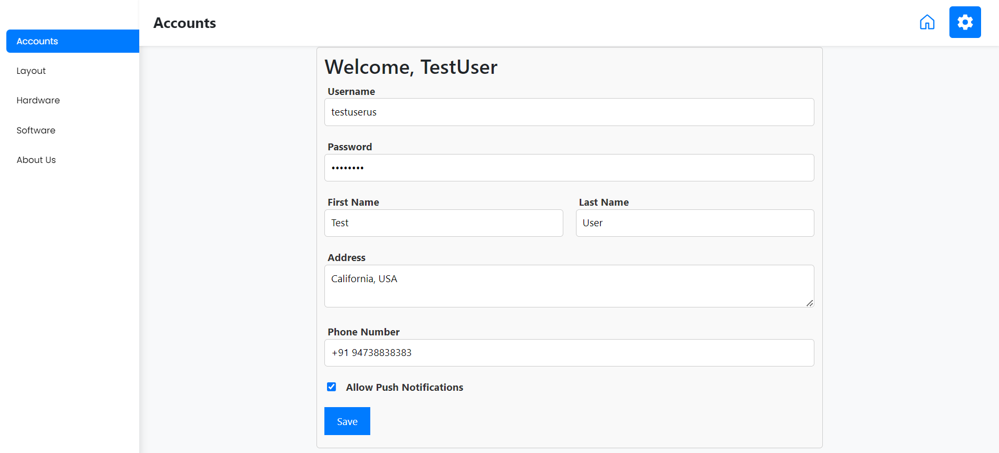 Accounts
Layout
Hardware
Software
About Us
Accounts
Welcome, TestUser
Username
testuserus
Password
••••••••
First Name
Last Name
Test
User
Address
California, USA
Phone Number
+91 94738838383
Allow Push Notifications
Save